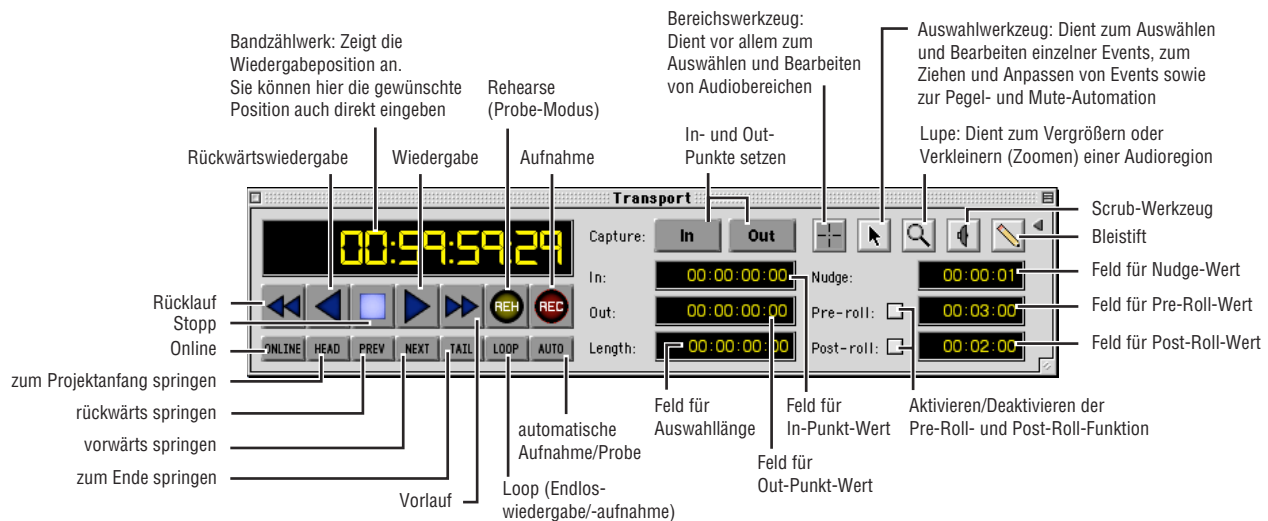 Bandzählwerk: Zeigt die
Wiedergabeposition an.
Sie können hier die gewünschte
Position auch direkt eingeben
Rehearse
(Probe-Modus)
Bereichswerkzeug:
Dient vor allem zum
Auswählen und Bearbeiten
von Audiobereichen
Auswahlwerkzeug: Dient zum Auswählen
und Bearbeiten einzelner Events, zum
Ziehen und Anpassen von Events sowie
zur Pegel- und Mute-Automation
Rückwärtswiedergabe
Wiedergabe
Aufnahme
In- und Out-
Punkte setzen
Lupe: Dient zum Vergrößern oder
Verkleinern (Zoomen) einer Audioregion
Transport
Scrub-Werkzeug
Bleistift
00:59:59:29
Capture:
In
Out
In:
00:00:00:00
Nudge:
00:00:01
Feld für Nudge-Wert
Rücklauf
Stopp
REH
REC
Out:
00:00:00:00
Pre-roll:
00:03:00
Feld für Pre-Roll-Wert
Online
ONLINE
HEAD
PREV
NEXT
TAIL
LOOP
AUTO
Length:
00:00:00:00
Post-roll:
00:02:00
Feld für Post-Roll-Wert
zum Projektanfang springen
rückwärts springen
vorwärts springen
zum Ende springen
Vorlauf
Loop (Endlos-
wiedergabe/-aufnahme)
automatische
Aufnahme/Probe
Feld für
Auswahllänge
Feld für
In-Punkt-Wert
Feld für
Out-Punkt-Wert
Aktivieren/Deaktivieren der
Pre-Roll- und Post-Roll-Funktion